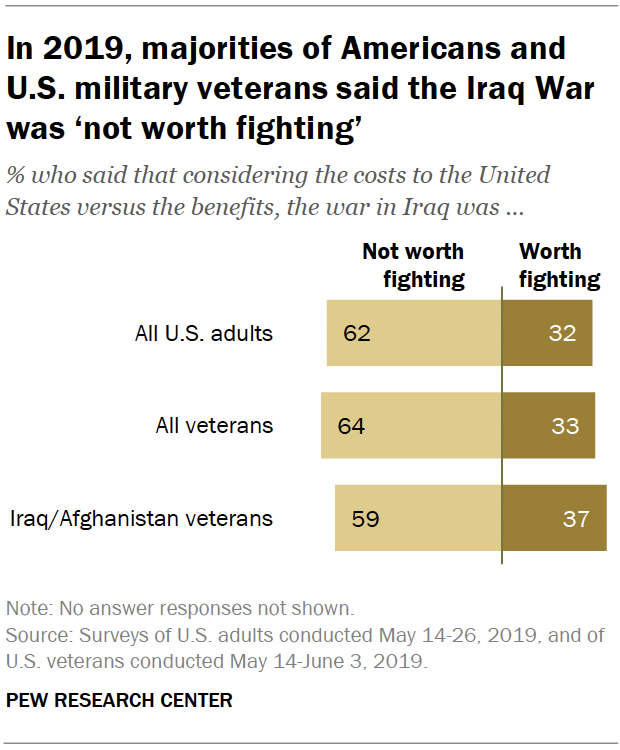 In 2019, majorities of Americans and
U.S. military veterans said the Iraq War
was ‘not worth fighting’
% who said that considering the costs to the United
States versus the benefits, the war in Iraq was ...
Not worth fighting
Worth fighting
All U.S. adults 62 32
All veterans 64 33
Iraq/Afghanistan veterans 59 37
Note: No answer responses not shown.
Source: Surveys of U.S. adults conducted May 14-26, 2019, and of
U.S. veterans conducted May 14-June 3, 2019.
PEW RESEARCH CENTER